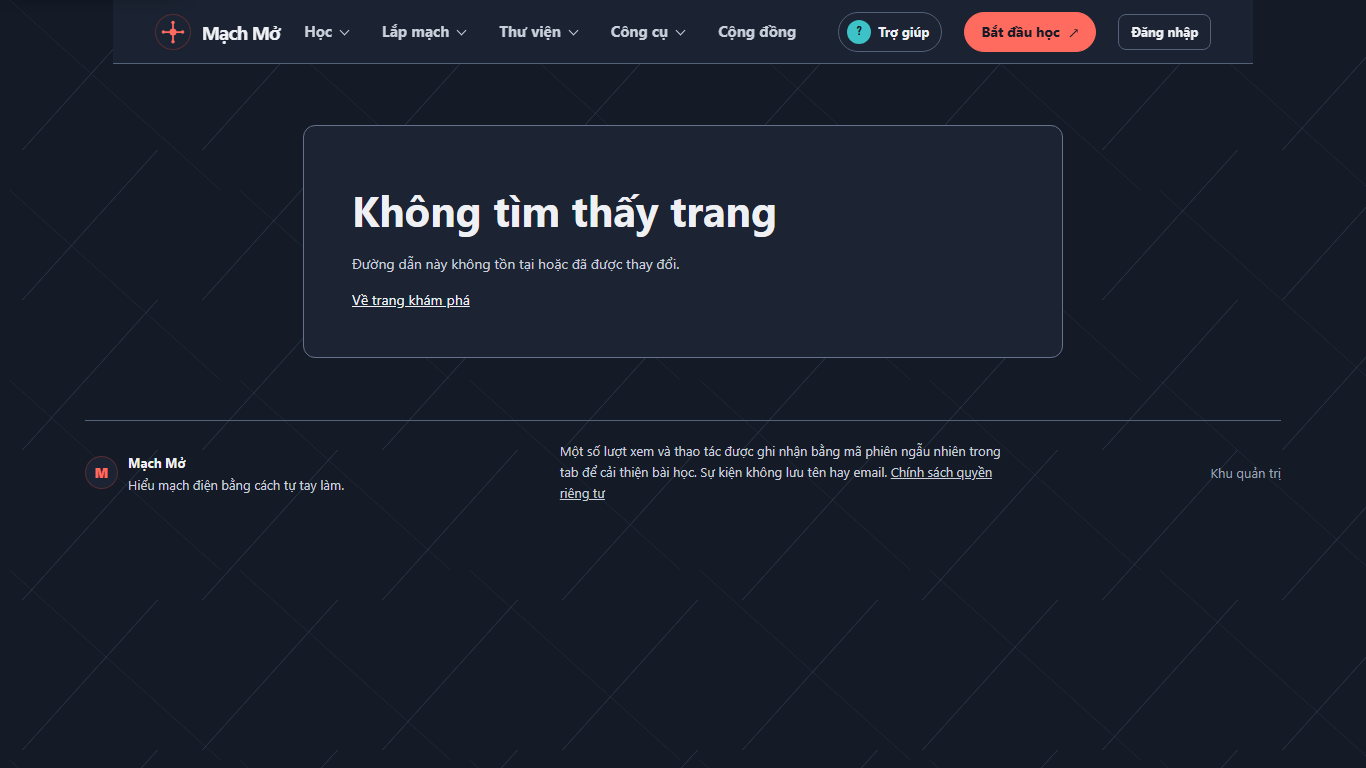 Mạch Mở
Học
Lắp mạch
Thư viện
Công cụ
Cộng đồng
? Trợ giúp
Bắt đầu học ↗
Đăng nhập
Không tìm thấy trang
Đường dẫn này không tồn tại hoặc đã được thay đổi.
Về trang khám phá
M
Mạch Mở
Hiểu mạch điện bằng cách tự tay làm.
Một số lượt xem và thao tác được ghi nhận bằng mã phiên ngẫu nhiên trong
tab để cải thiện bài học. Sự kiện không lưu tên hay email. Chính sách quyền
riêng tư
Khu quản trị